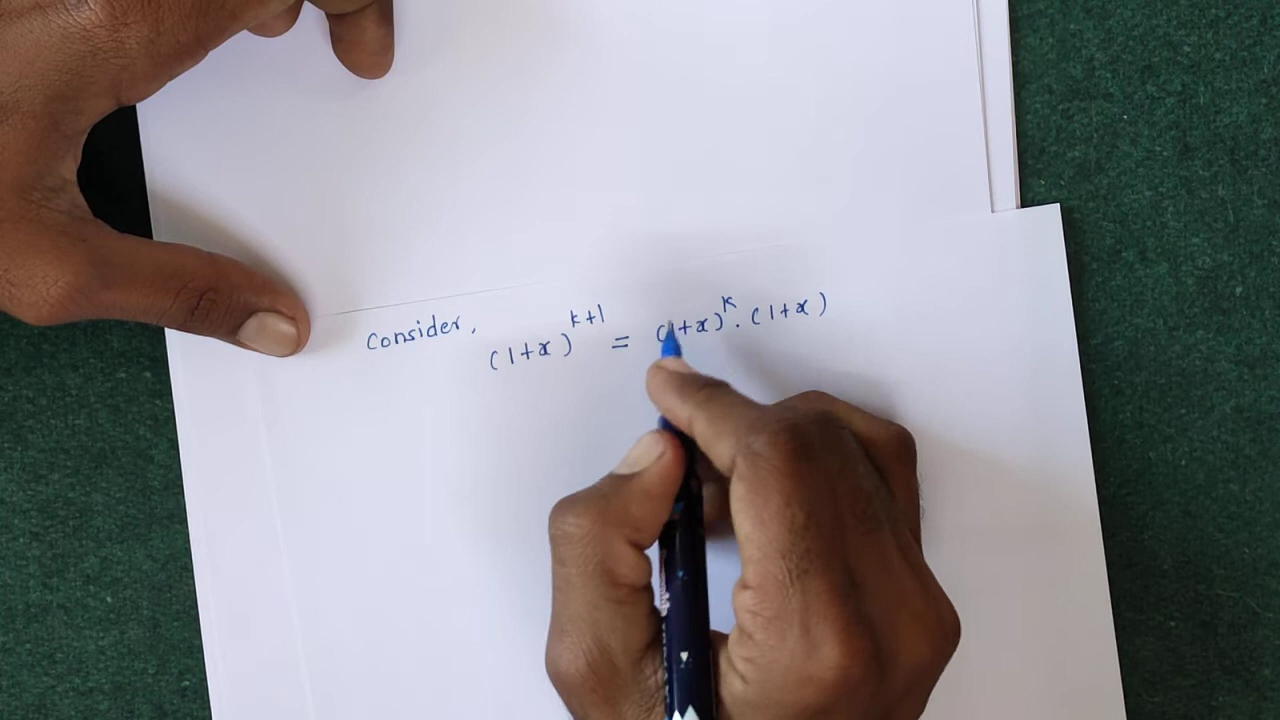 Consider,
(1+x)^{k+1} = (1+x)^k . (1+x)